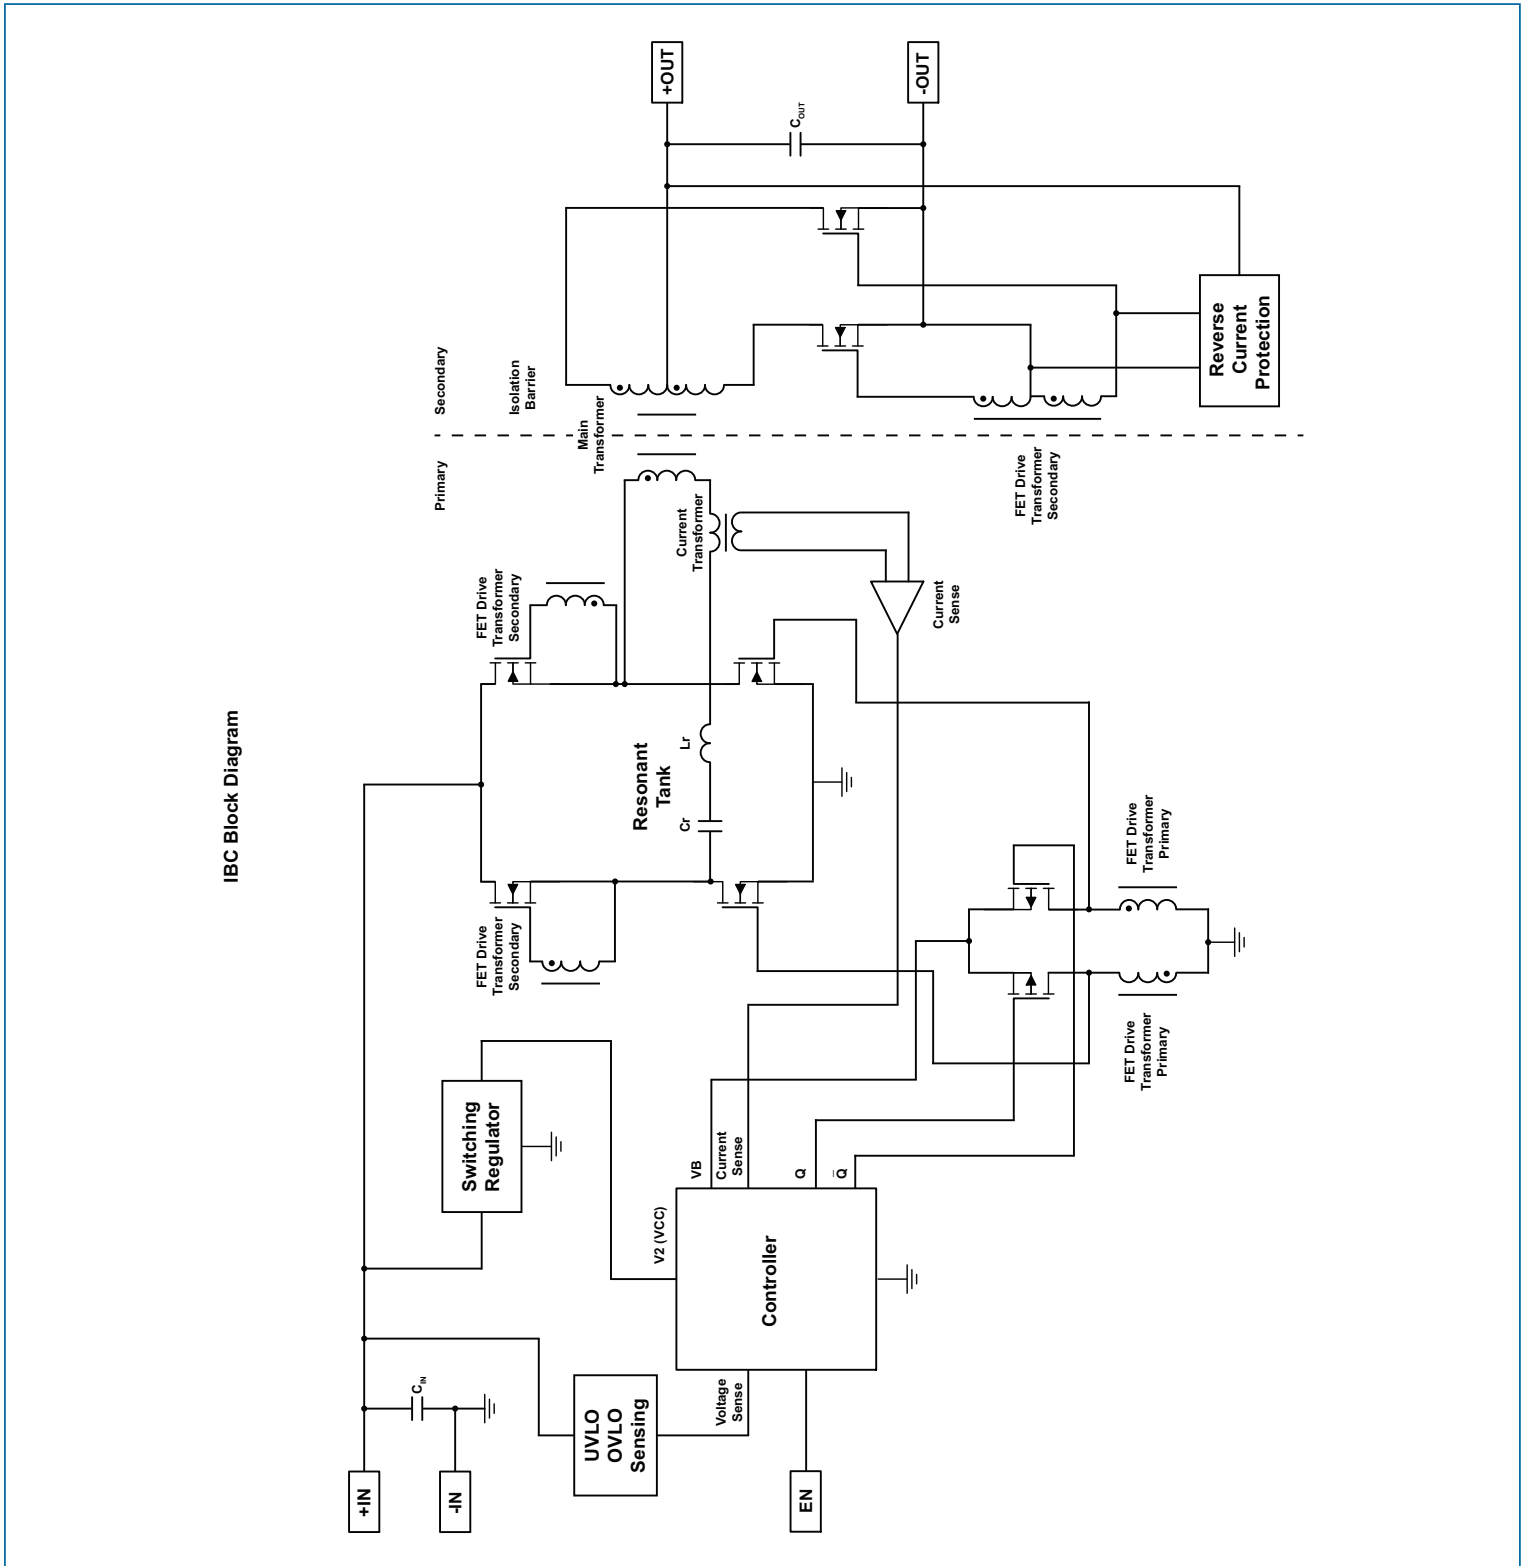 IBC Block Diagram
+IN
-IN
C_IN
UVLO
OVLO
Sensing
Voltage
Sense
EN
Switching
Regulator
V2 (VCC)
Controller
VB
Current
Sense
Q
Q̅
FET Drive
Transformer
Secondary
FET Drive
Transformer
Secondary
Resonant
Tank
Cr
Lr
FET Drive
Transformer
Primary
FET Drive
Transformer
Primary
Current
Transformer
Current
Sense
Primary
Secondary
Main
Transformer
Isolation
Barrier
FET Drive
Transformer
Secondary
Reverse
Current
Protection
C_OUT
+OUT
-OUT